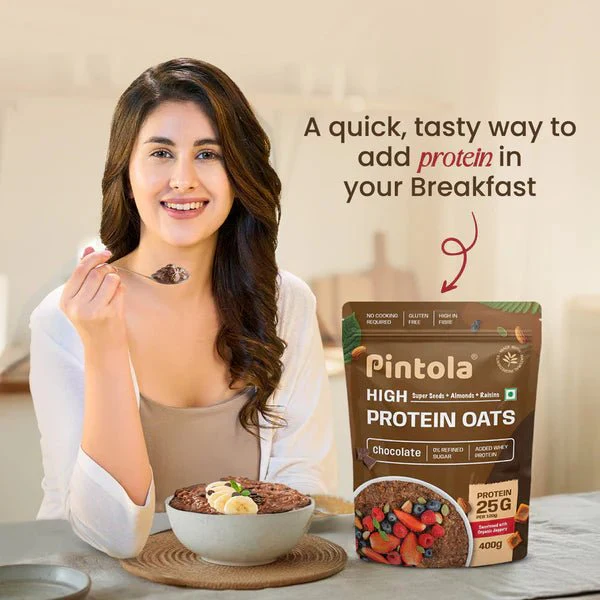 A quick, tasty way to
add protein in
your Breakfast
NO COOKING REQUIRED
GLUTEN FREE
HIGH IN FIBRE
Pintola®
HIGH
Super Seeds + Almonds + Raisins
PROTEIN OATS
chocolate
0% REFINED SUGAR
ADDED WHEY PROTEIN
PROTEIN
25 G
PER 100g
Sweetened with
Organic Jaggery
400g